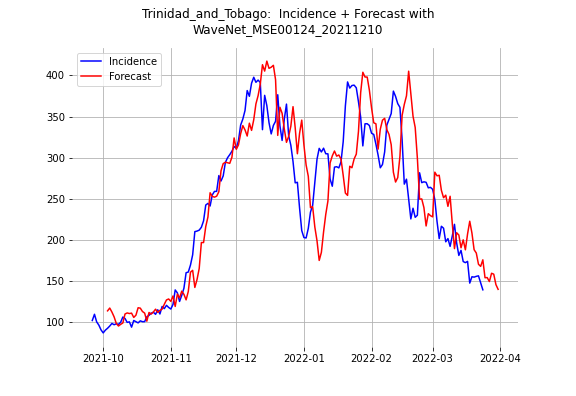 Trinidad_and_Tobago:  Incidence + Forecast with
WaveNet_MSE00124_20211210
Incidence
Forecast
400
350
300
250
200
150
100
2021-10 2021-11 2021-12 2022-01 2022-02 2022-03 2022-04